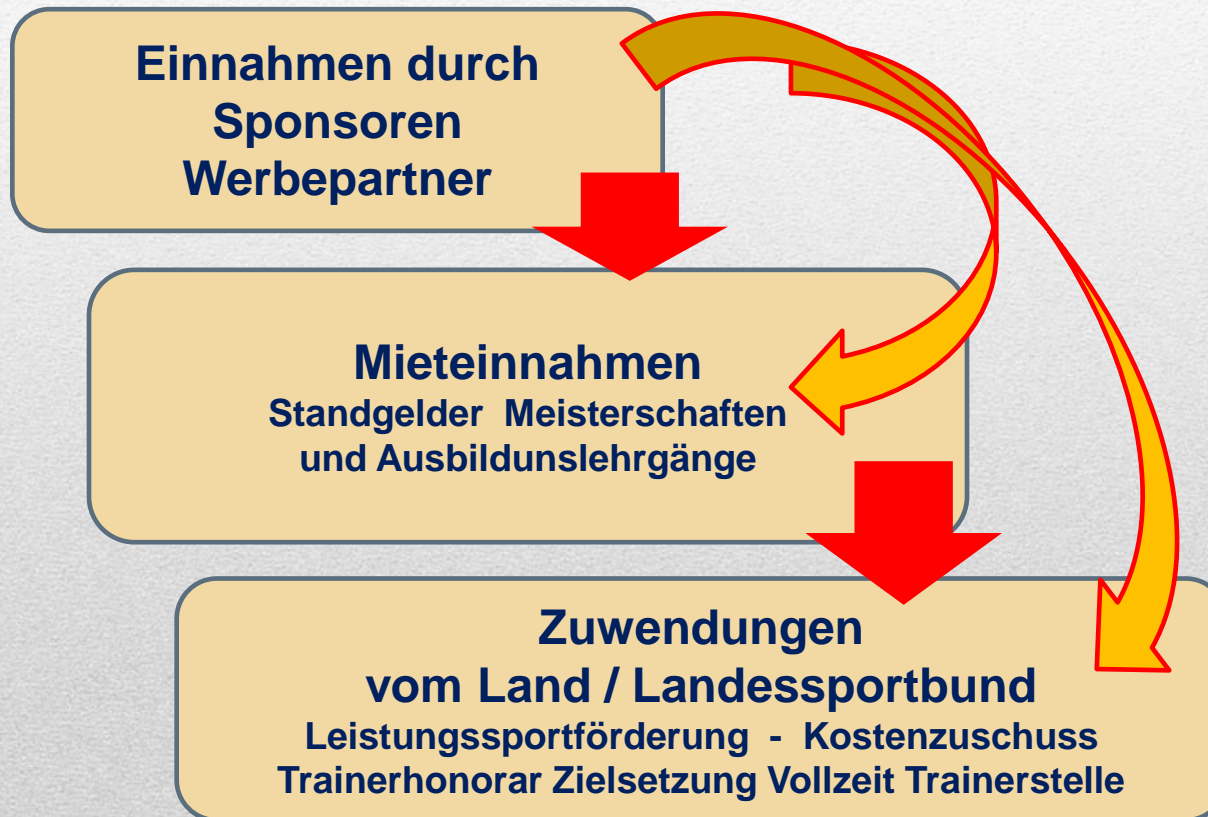 Einnahmen durch
Sponsoren
Werbepartner
Mieteinnahmen
Standgelder Meisterschaften
und Ausbildunslehrgänge
Zuwendungen
vom Land / Landessportbund
Leistungssportförderung - Kostenzuschuss
Trainerhonorar Zielsetzung Vollzeit Trainerstelle